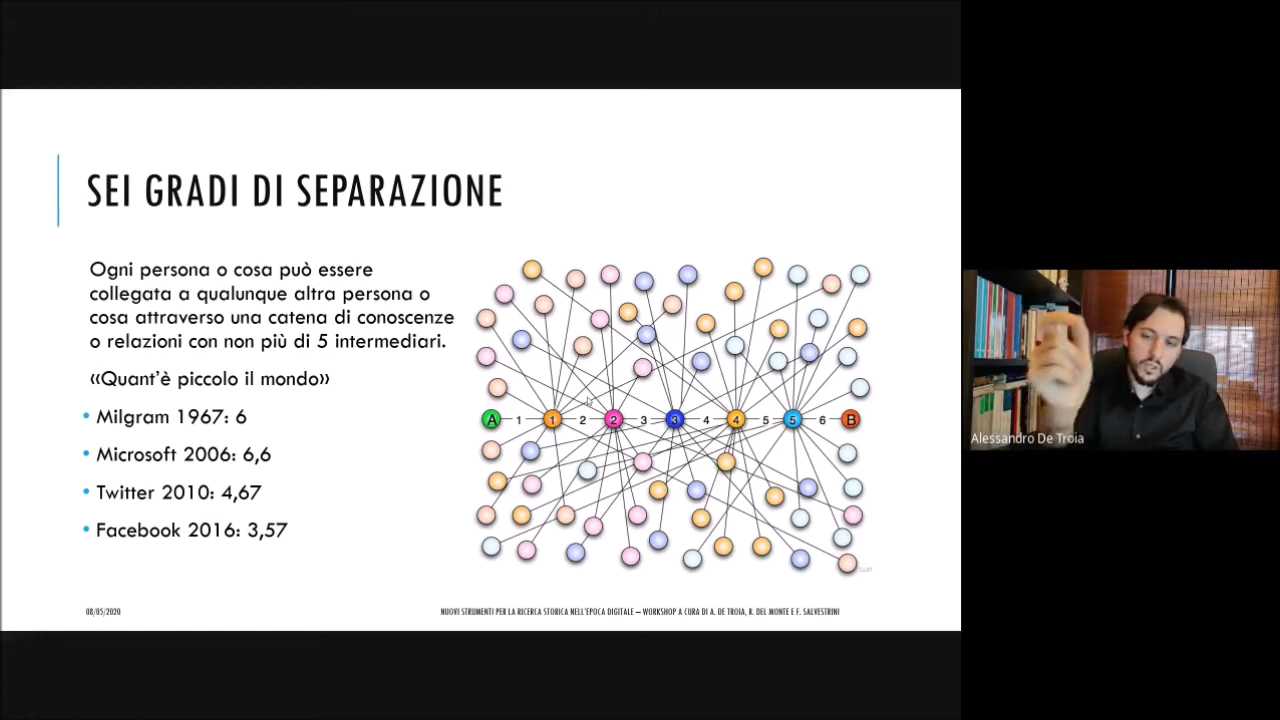 SEI GRADI DI SEPARAZIONE
Ogni persona o cosa può essere
collegata a qualunque altra persona o
cosa attraverso una catena di conoscenze
o relazioni con non più di 5 intermediari.
«Quant'è piccolo il mondo»
• Milgram 1967: 6
• Microsoft 2006: 6,6
• Twitter 2010: 4,67
• Facebook 2016: 3,57
A 1 1 2 2 3 3 4 4 5 5 6 B
08/05/2020
NUOVI STRUMENTI PER LA RICERCA STORICA NELL'EPOCA DIGITALE – WORKSHOP A CURA DI A. DE TROIA, R. DEL MONTE E F. SALVESTRINI
Alessandro De Troia